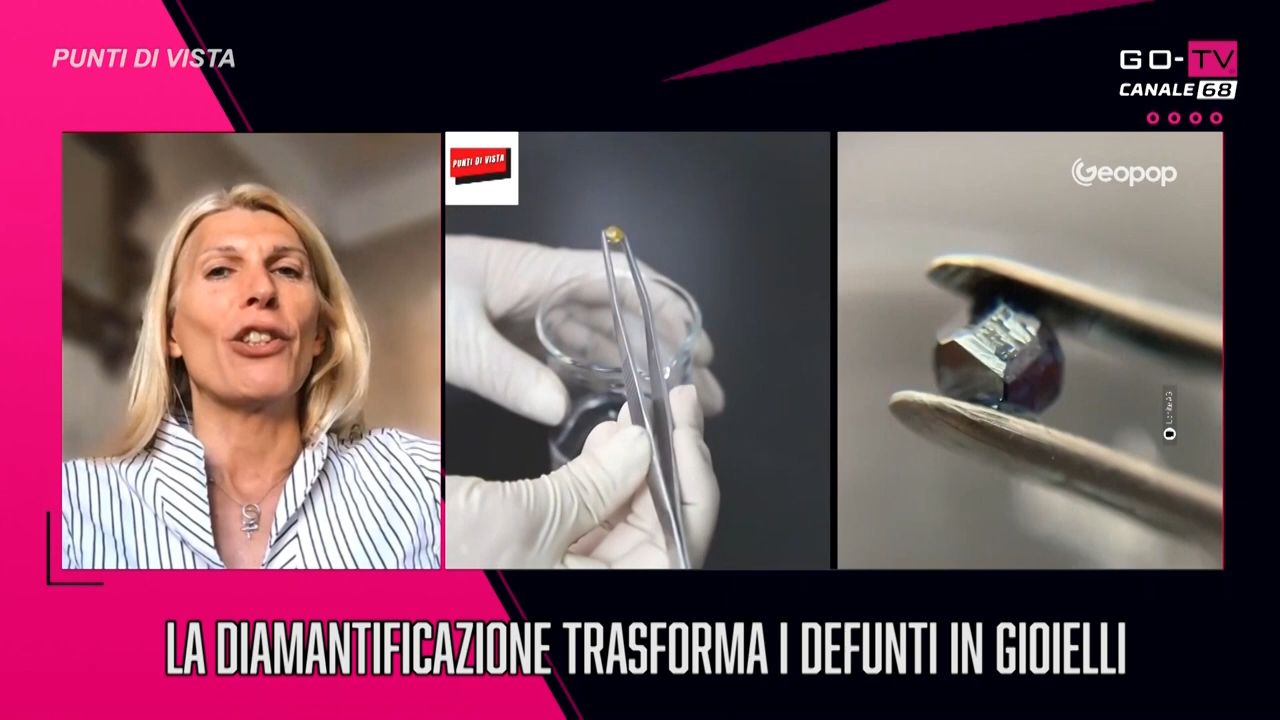 PUNTI DI VISTA
GO-TV
CANALE 68
PUNTI DI VISTA
Geopop
LA DIAMANTIFICAZIONE TRASFORMA I DEFUNTI IN GIOIELLI